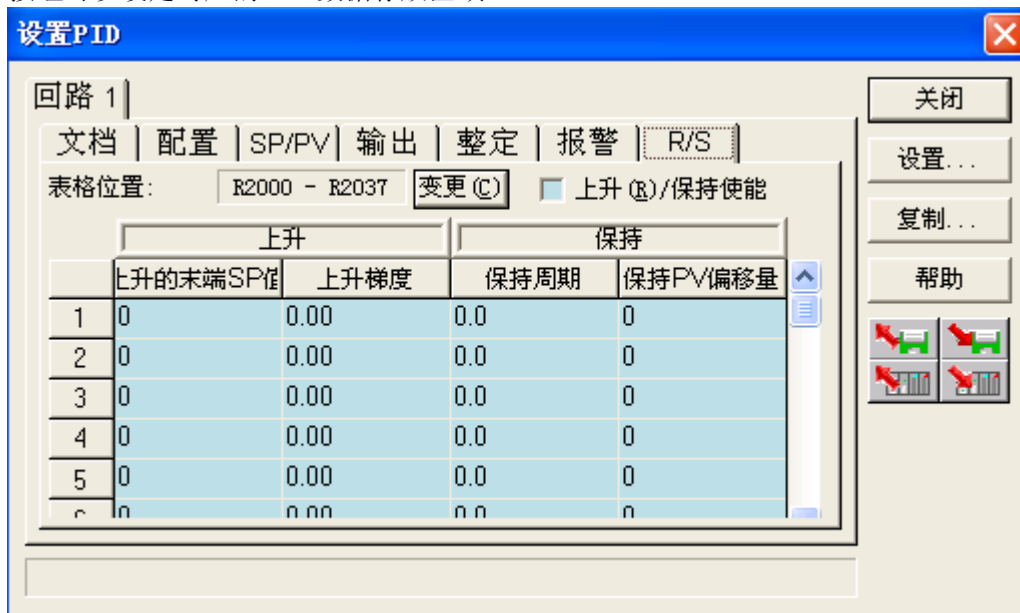 设置PID
回路 1
关闭
文档 配置 SP/PV 输出 整定 报警 R/S
设置...
表格位置: R2000 - R2037 变更(C) 上升(R)/保持使能
复制...
上升 保持
上升的末端SP值 上升梯度 保持周期 保持PV偏移量
帮助
1 0 0.00 0.0 0
2 0 0.00 0.0 0
3 0 0.00 0.0 0
4 0 0.00 0.0 0
5 0 0.00 0.0 0